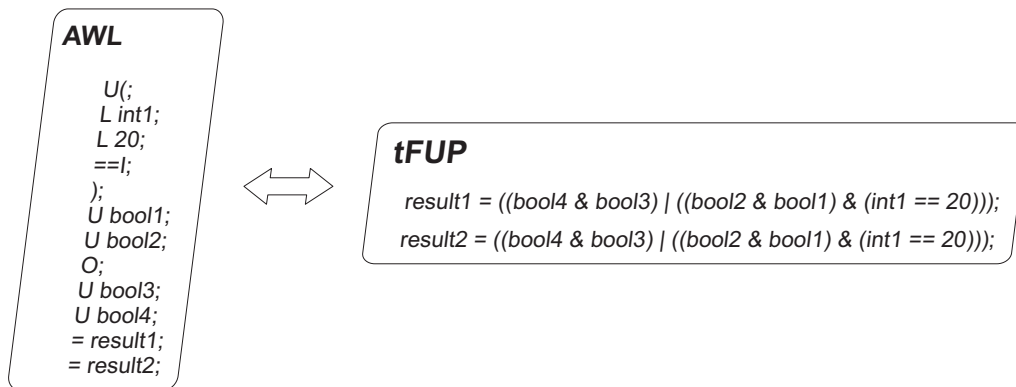 AWL
U(;
L int1;
L 20;
==I;
);
U bool1;
U bool2;
O;
U bool3;
U bool4;
= result1;
= result2;
tFUP
result1 = ((bool4 & bool3) | ((bool2 & bool1) & (int1 == 20)));
result2 = ((bool4 & bool3) | ((bool2 & bool1) & (int1 == 20)));